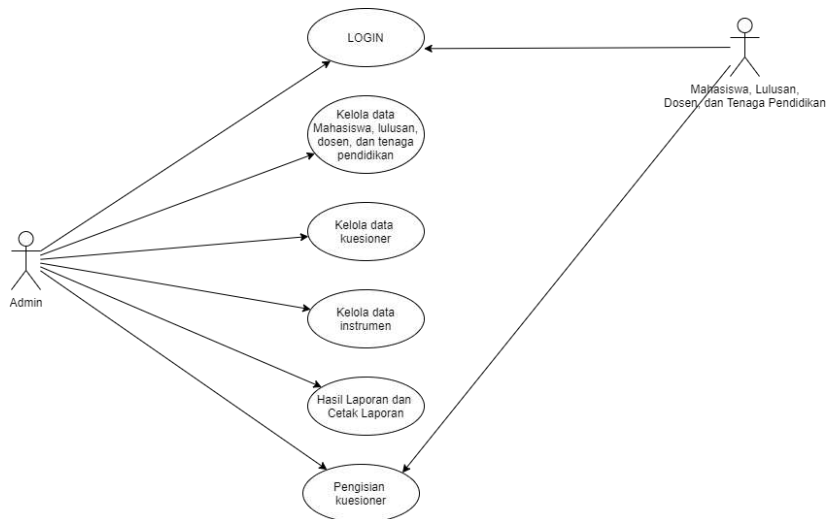 LOGIN
Mahasiswa, Lulusan,
Dosen, dan Tenaga Pendidikan
Kelola data
Mahasiswa, lulusan,
dosen, dan tenaga
pendidikan
Kelola data
kuesioner
Admin
Kelola data
instrumen
Hasil Laporan dan
Cetak Laporan
Pengisian
kuesioner